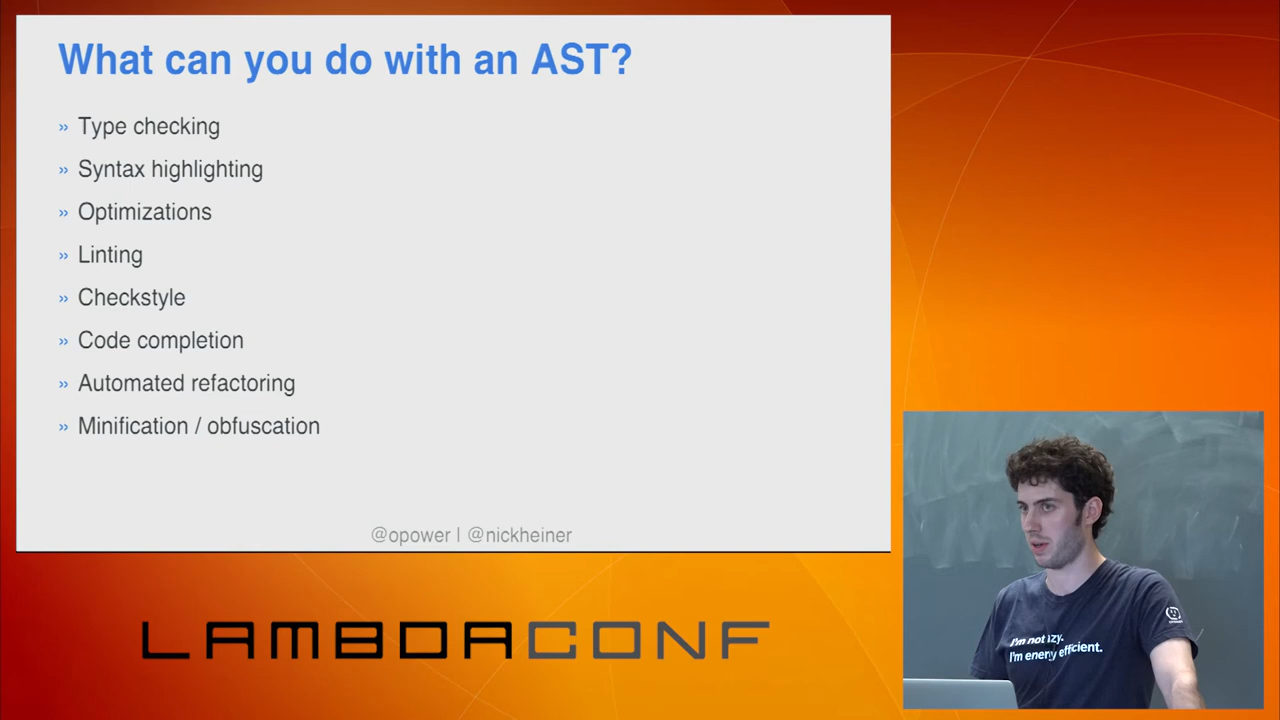 What can you do with an AST?
» Type checking
» Syntax highlighting
» Optimizations
» Linting
» Checkstyle
» Code completion
» Automated refactoring
» Minification / obfuscation
@opower | @nickheiner
LAMBDACONF
I'm not
I'm energy efficient.